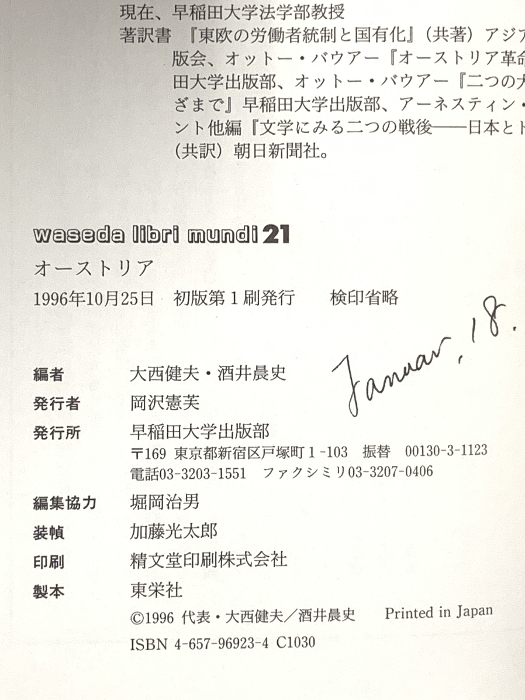 現在、早稲田大学法学部教授
著訳書 『東欧の労働者統制と国有化』(共著) アジア
版会、オットー・バウアー『オーストリア革命
田大学出版部、オットー・バウアー『二つの大
ざまで』早稲田大学出版部、アーネスティン・
ント他編『文学にみる二つの戦後──日本とド
(共訳) 朝日新聞社。
waseda libri mundi 21
オーストリア
1996年10月25日 初版第1刷発行 検印省略
Januar, 18.
編者 大西健夫・酒井晨史
発行者 岡沢憲芙
発行所 早稲田大学出版部
〒169 東京都新宿区戸塚町1-103 振替 00130-3-1123
電話03-3203-1551 ファクシミリ03-3207-0406
編集協力 堀岡治男
装幀 加藤光太郎
印刷 精文堂印刷株式会社
製本 東栄社
©1996 代表・大西健夫/酒井晨史 Printed in Japan
ISBN 4-657-96923-4 C1030